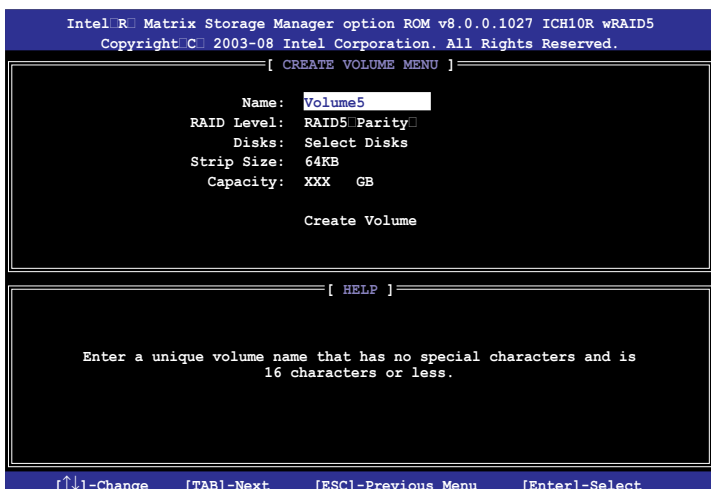 Intel□R□ Matrix Storage Manager option ROM v8.0.0.1027 ICH10R wRAID5
Copyright□C□ 2003-08 Intel Corporation. All Rights Reserved.
[ CREATE VOLUME MENU ]
Name: Volume5
RAID Level: RAID5□Parity□
Disks: Select Disks
Strip Size: 64KB
Capacity: XXX GB
Create Volume
[ HELP ]
Enter a unique volume name that has no special characters and is
16 characters or less.
[↑↓]-Change [TAB]-Next [ESC]-Previous Menu [Enter]-Select